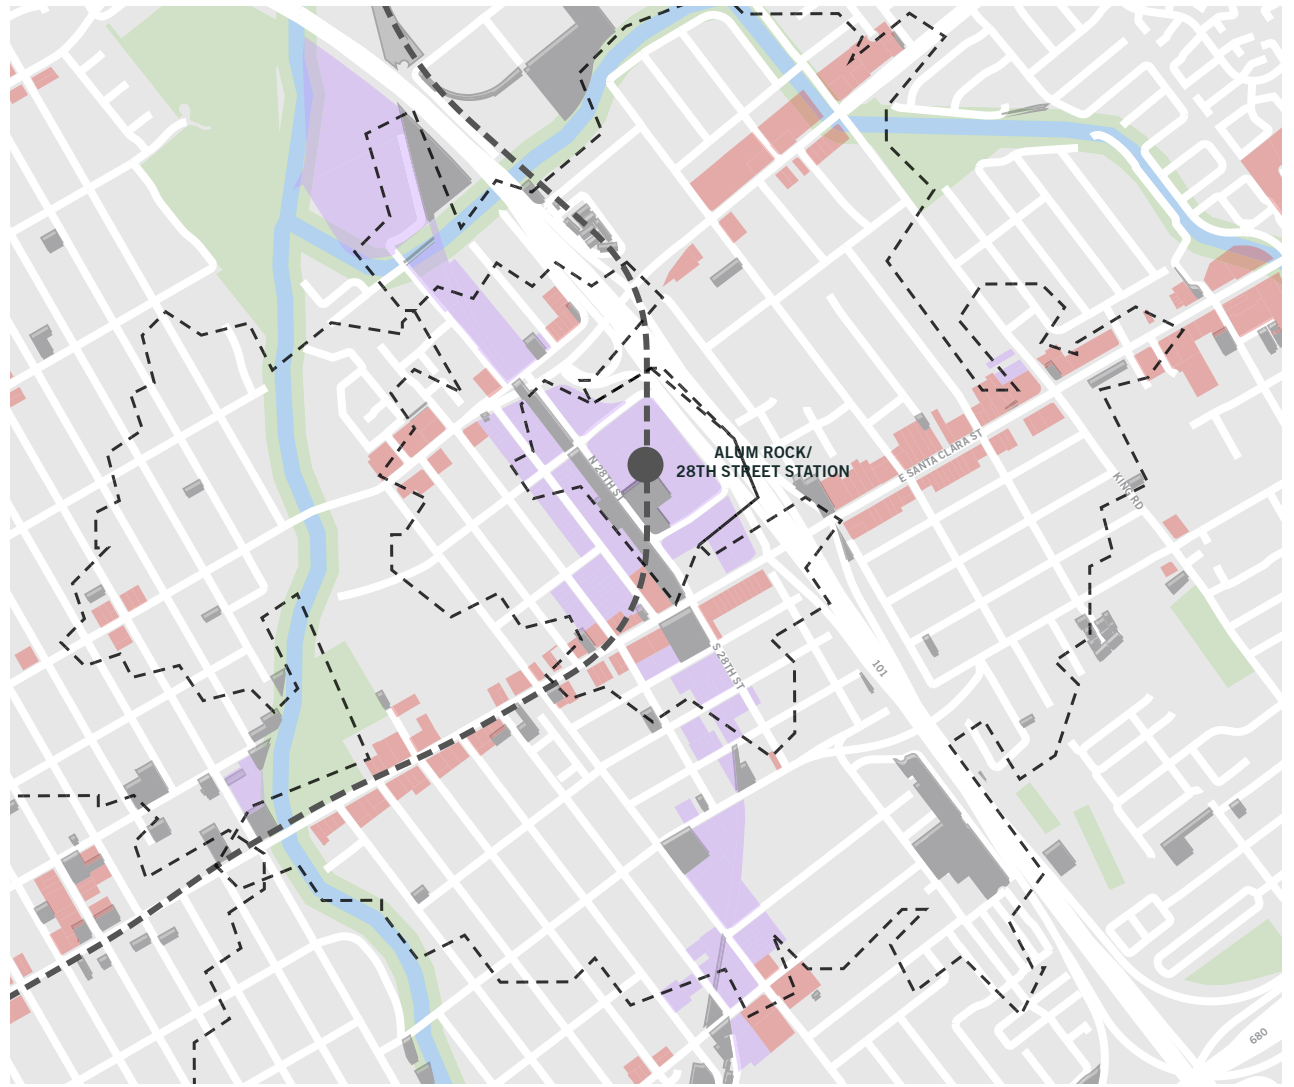 ALUM ROCK/
28TH STREET STATION
E SANTA CLARA ST
N 28TH ST
KING RD
S 28TH ST
101
680